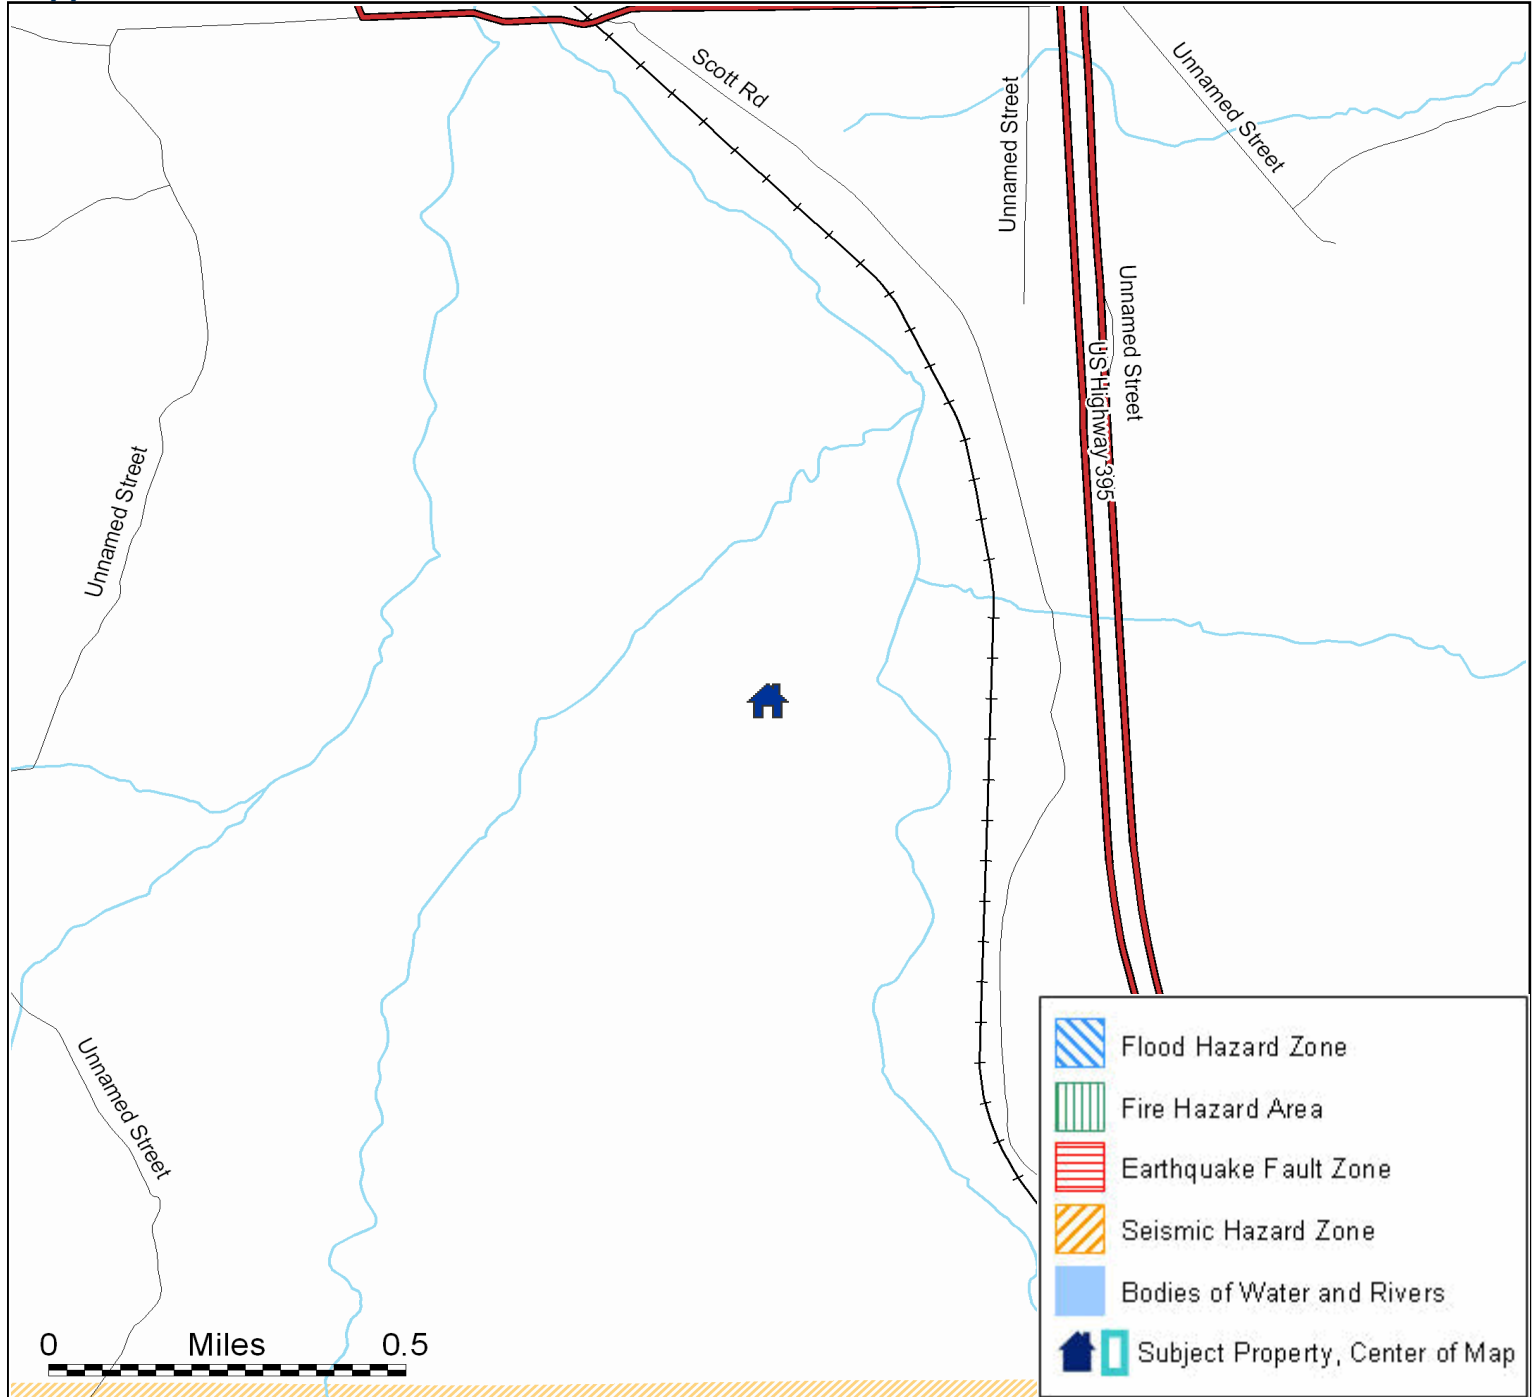 Scott Rd
Unnamed Street
Unnamed Street
Unnamed Street
US Highway 395
Unnamed Street
Unnamed Street
Flood Hazard Zone
Fire Hazard Area
Earthquake Fault Zone
Seismic Hazard Zone
Bodies of Water and Rivers
Subject Property, Center of Map
0 Miles 0.5